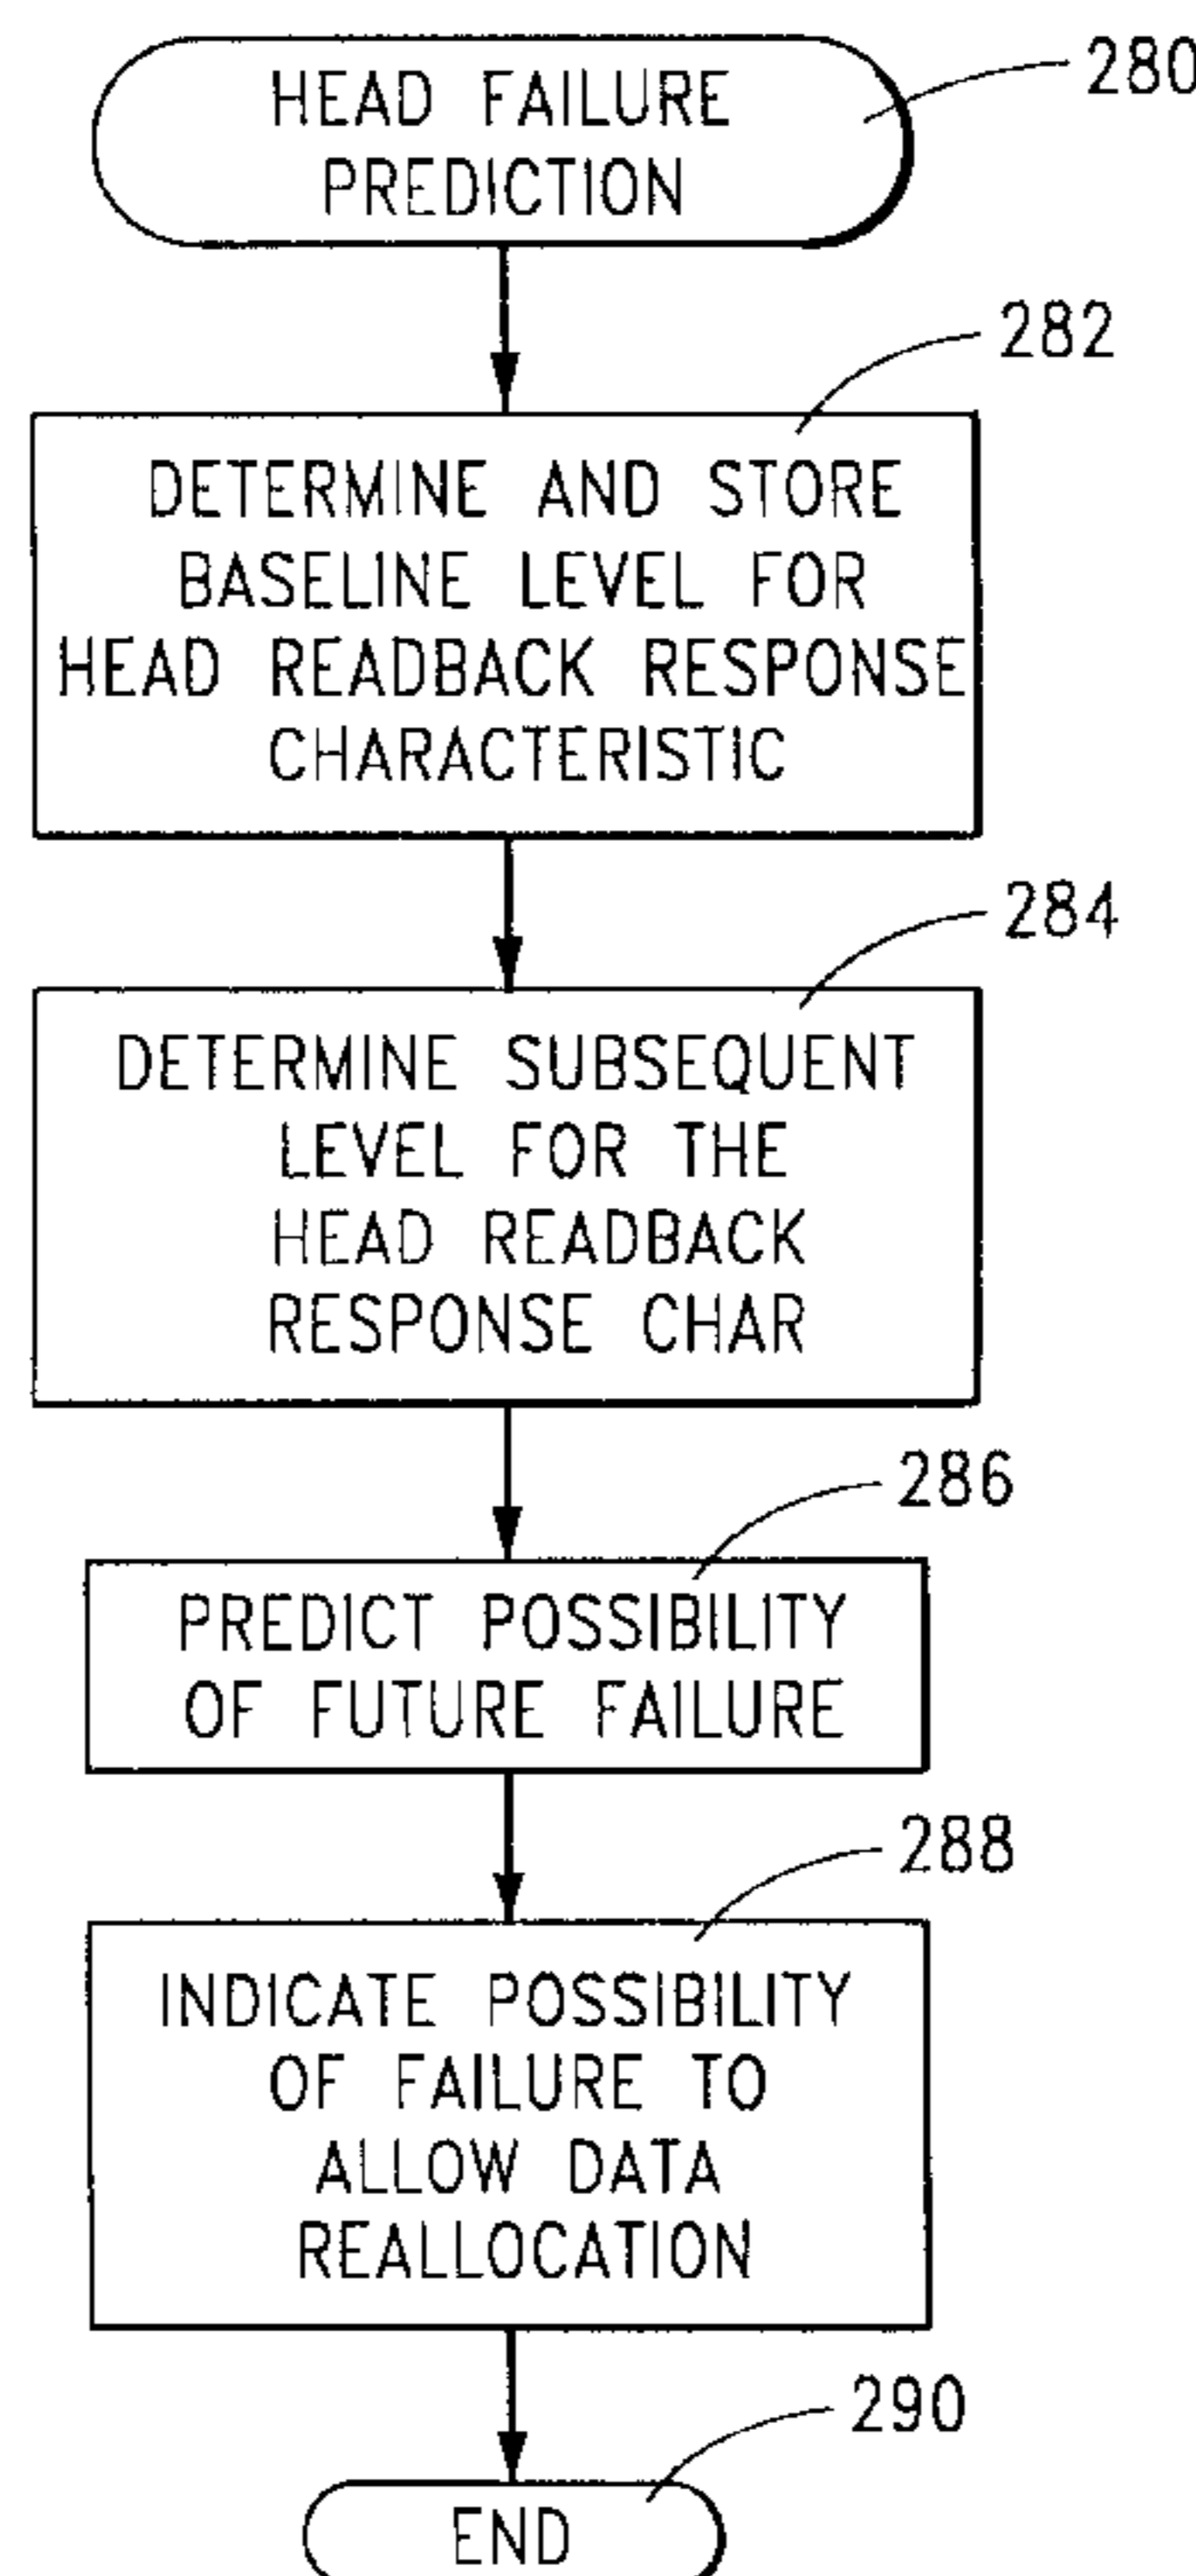 HEAD FAILURE
PREDICTION
280
282
DETERMINE AND STORE
BASELINE LEVEL FOR
HEAD READBACK RESPONSE
CHARACTERISTIC
284
DETERMINE SUBSEQUENT
LEVEL FOR THE
HEAD READBACK
RESPONSE CHAR
286
PREDICT POSSIBILITY
OF FUTURE FAILURE
288
INDICATE POSSIBILITY
OF FAILURE TO
ALLOW DATA
REALLOCATION
290
END